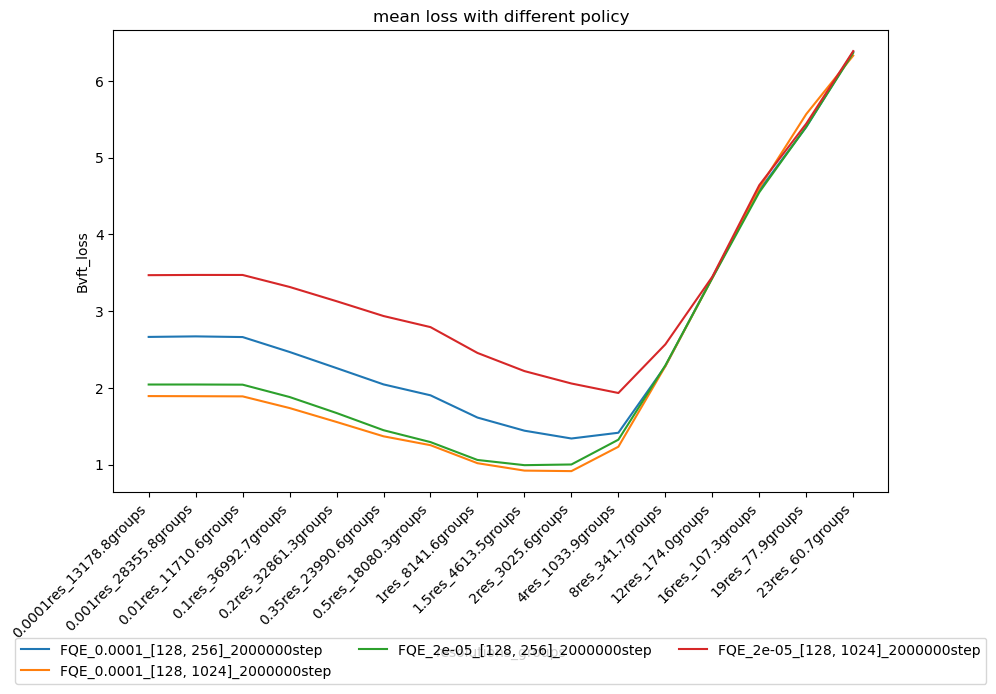 mean loss with different policy
Bvft_loss
6
5
4
3
2
1
0.0001res_13178.8groups
0.001res_28355.8groups
0.01res_11710.6groups
0.1res_36992.7groups
0.2res_32861.3groups
0.35res_23990.6groups
0.5res_18080.3groups
1res_8141.6groups
1.5res_4613.5groups
2res_3025.6groups
4res_1033.9groups
8res_341.7groups
12res_174.0groups
16res_107.3groups
19res_77.9groups
23res_60.7groups
FQE_0.0001_[128, 256]_2000000step
FQE_0.0001_[128, 1024]_2000000step
FQE_2e-05_[128, 256]_2000000step
FQE_2e-05_[128, 1024]_2000000step